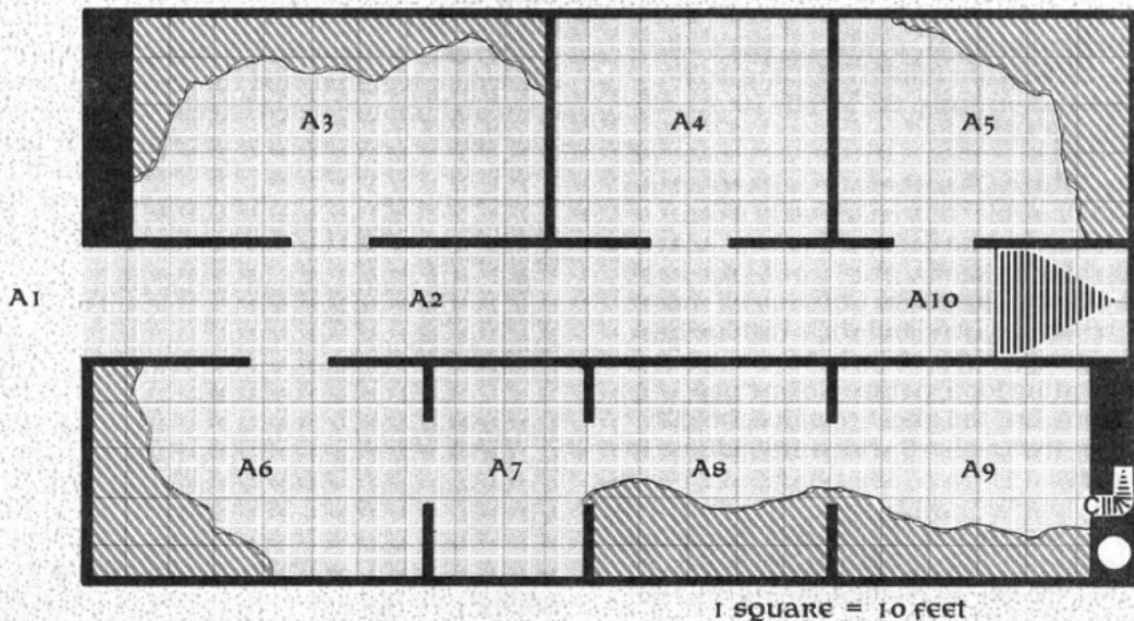 A3 A4 A5
A1 A2 A10
A6 A7 A8 A9
C
1 SQUARE = 10 FEET